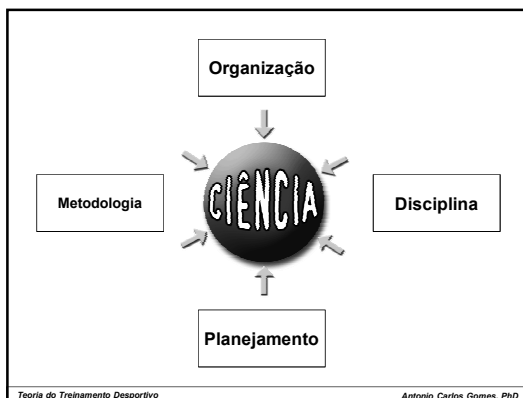 Organização
Metodologia
CIÊNCIA
Disciplina
Planejamento
Teoria do Treinamento Desportivo
Antonio Carlos Gomes, PhD